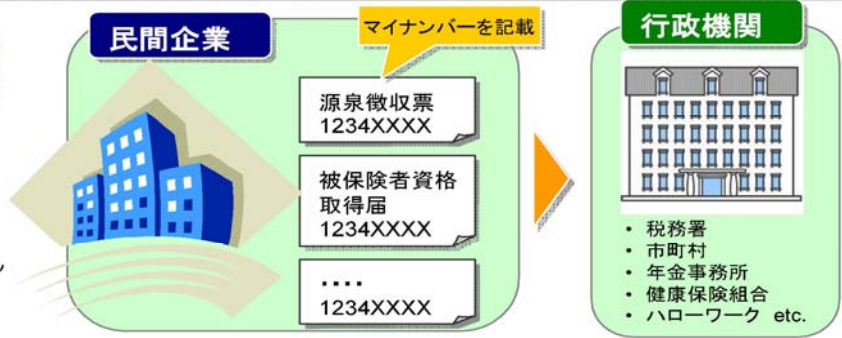 民間企業
マイナンバーを記載
行政機関
源泉徴収票
1234XXXX
被保険者資格
取得届
1234XXXX
‥‥
1234XXXX
・ 税務署
・ 市町村
・ 年金事務所
・ 健康保険組合
・ ハローワーク etc.